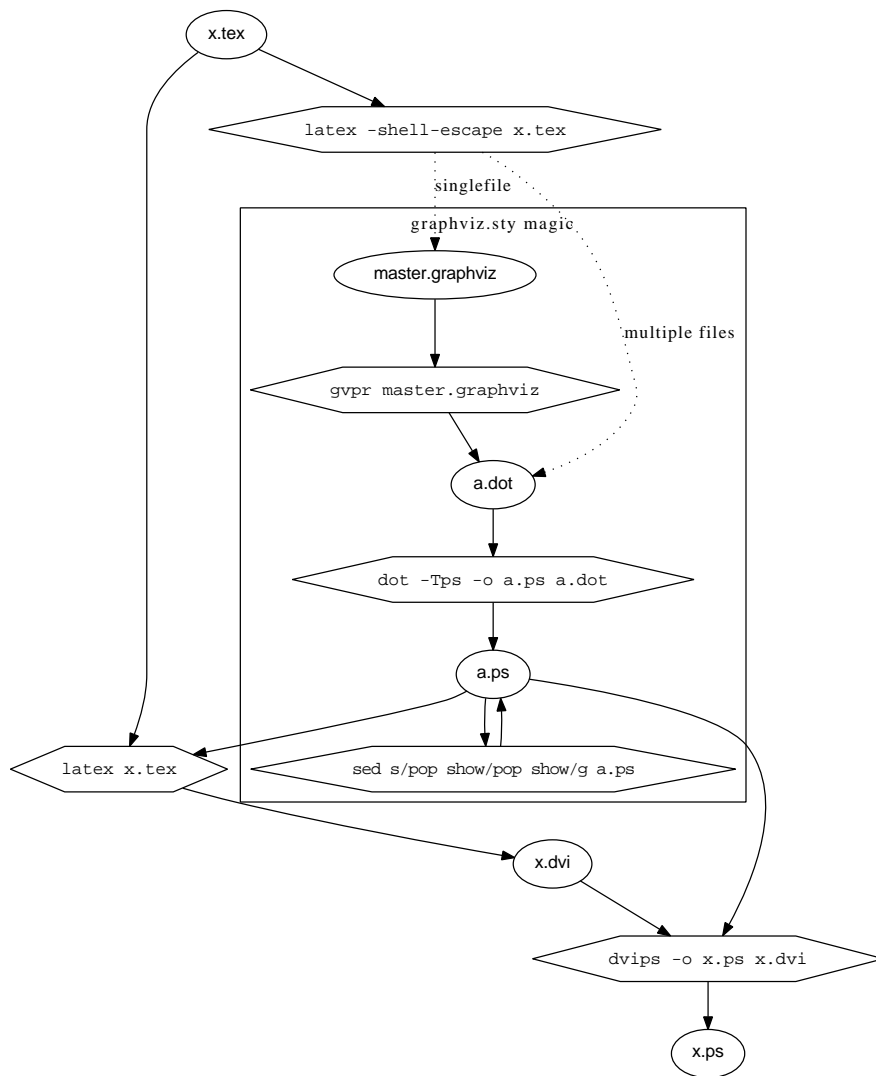 x.tex
latex -shell-escape x.tex
singlefile
graphviz.sty magic
master.graphviz
multiple files
gvpr master.graphviz
a.dot
dot -Tps -o a.ps a.dot
a.ps
latex x.tex
sed s/pop show/pop show/g a.ps
x.dvi
dvips -o x.ps x.dvi
x.ps